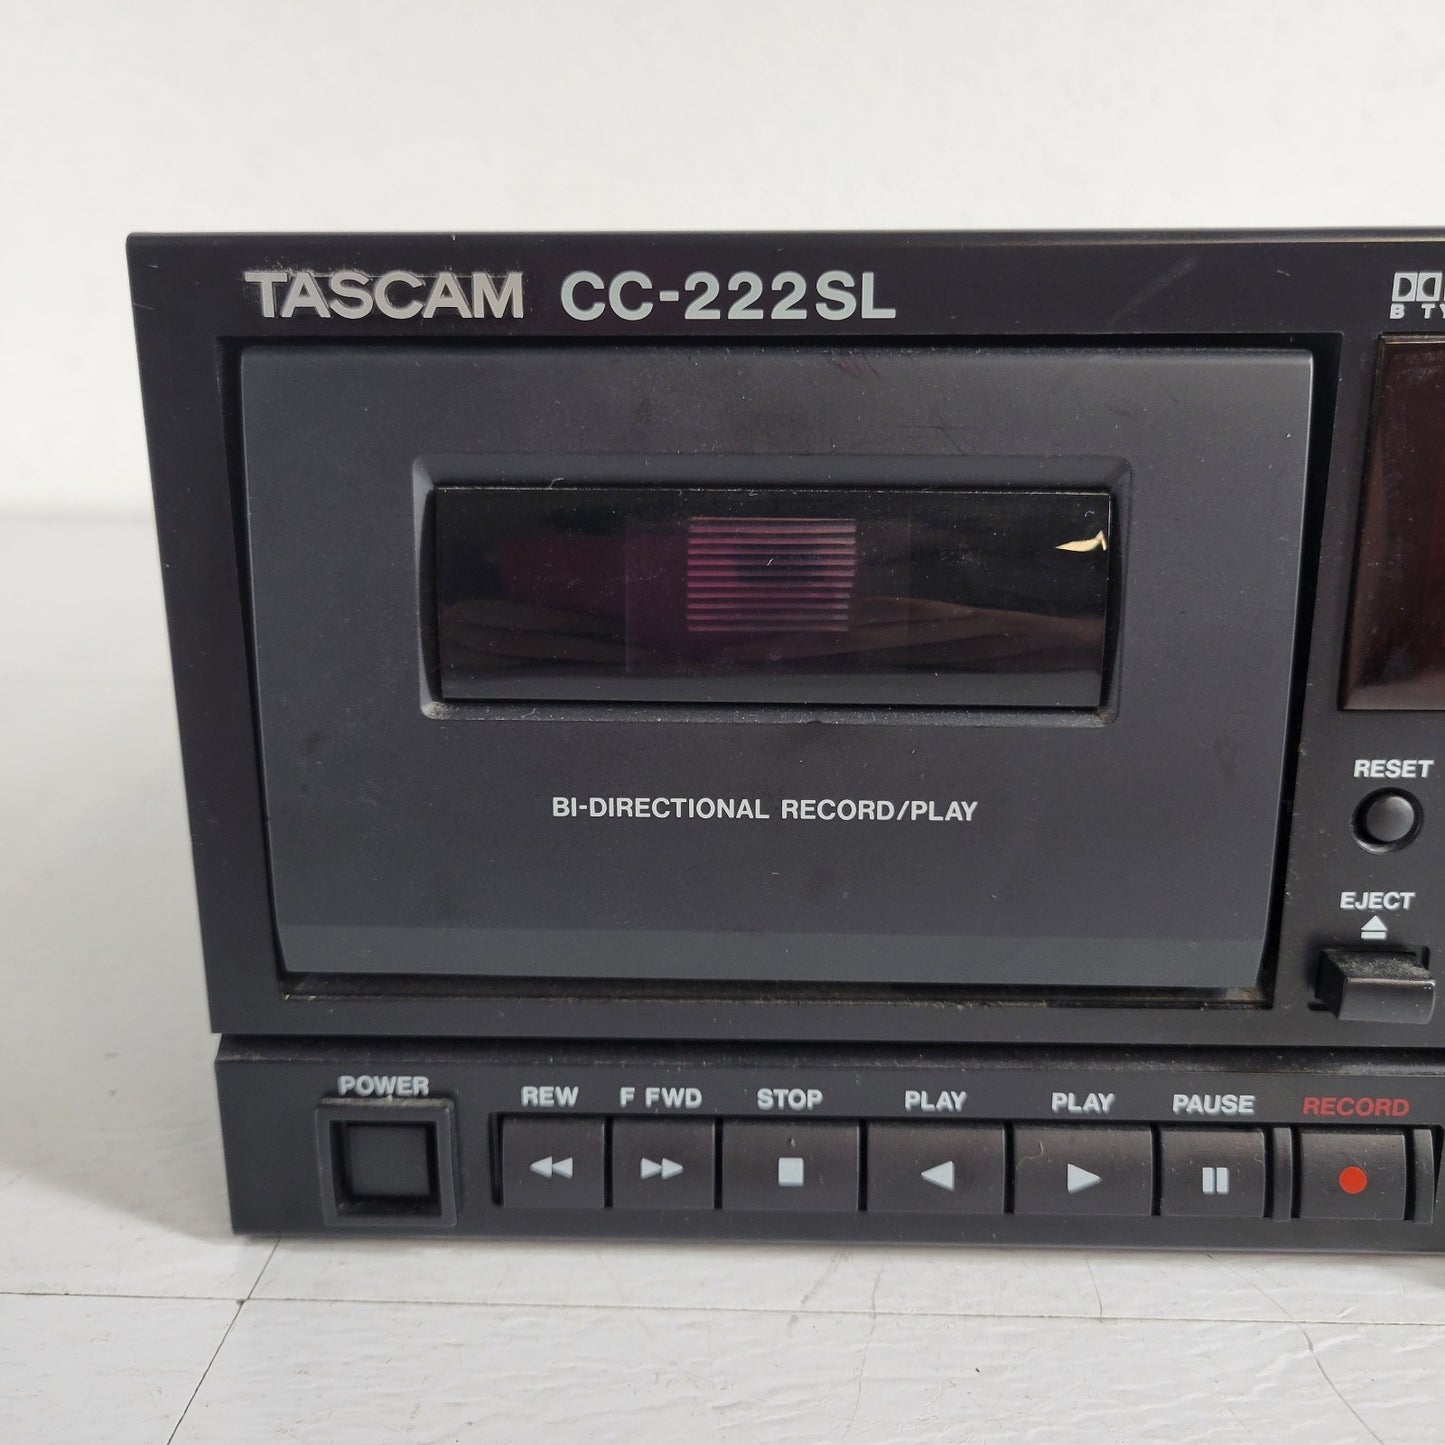 TASCAM CC-222SL
B
BI-DIRECTIONAL RECORD/PLAY
RESET
EJECT
POWER REW F FWD STOP PLAY PLAY PAUSE RECORD